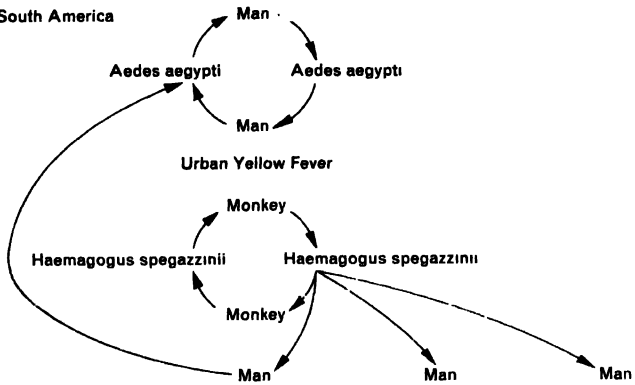 South America
Man
Aedes aegypti Aedes aegypti
Man
Urban Yellow Fever
Monkey
Haemagogus spegazzinii Haemagogus spegazzinii
Monkey
Man Man Man